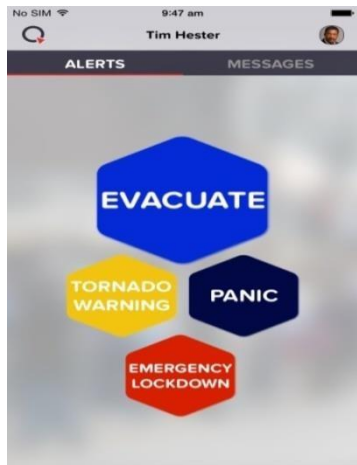 No SIM 9:47 am
Tim Hester
ALERTS MESSAGES
EVACUATE
TORNADO
WARNING
PANIC
EMERGENCY
LOCKDOWN